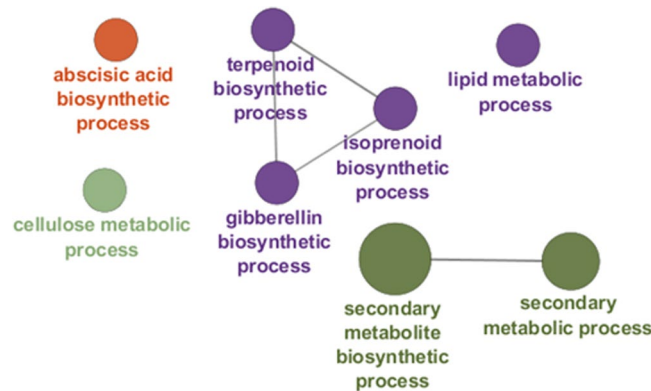 abscisic acid
biosynthetic
process
terpenoid
biosynthetic
process
lipid metabolic
process
isoprenoid
biosynthetic
process
cellulose metabolic
process
gibberellin
biosynthetic
process
secondary
metabolite
biosynthetic
process
secondary
metabolic process